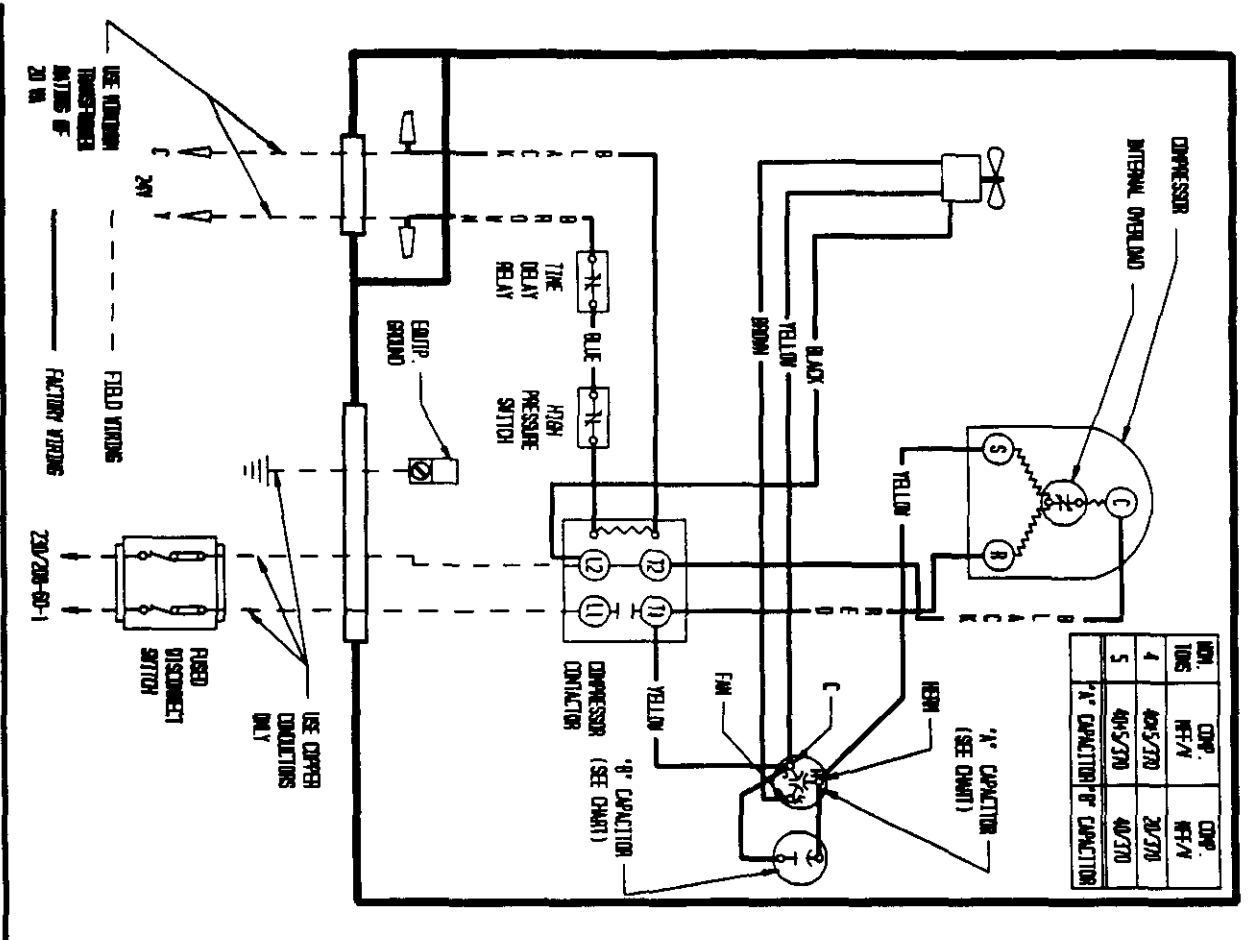 COMPRESSOR
INTERNAL OVERLOAD
S
C
R
NOM.
TONS
COMP.
MFF/V
COMP.
MFF/V
4
40+5/370
20/370
5
40+5/370
40/370
"A" CAPACITOR
"B" CAPACITOR
BLACK
YELLOW
BROWN
YELLOW
BLACK
RED
HERM
"A" CAPACITOR
(SEE CHART)
C
FAN
"B" CAPACITOR
(SEE CHART)
YELLOW
T2
T1
L2
L1
COMPRESSOR
CONTACTOR
BLACK
BROWN
TIME
DELAY
RELAY
BLUE
HIGH
PRESSURE
SWITCH
EQUIP.
GROUND
USE COPPER
CONDUCTORS
ONLY
FUSED
DISCONNECT
SWITCH
230/208-60-1
C
24V
Y
USE MINIMUM
TRANSFORMER
RATING OF
20 VA
FIELD WIRING
FACTORY WIRING